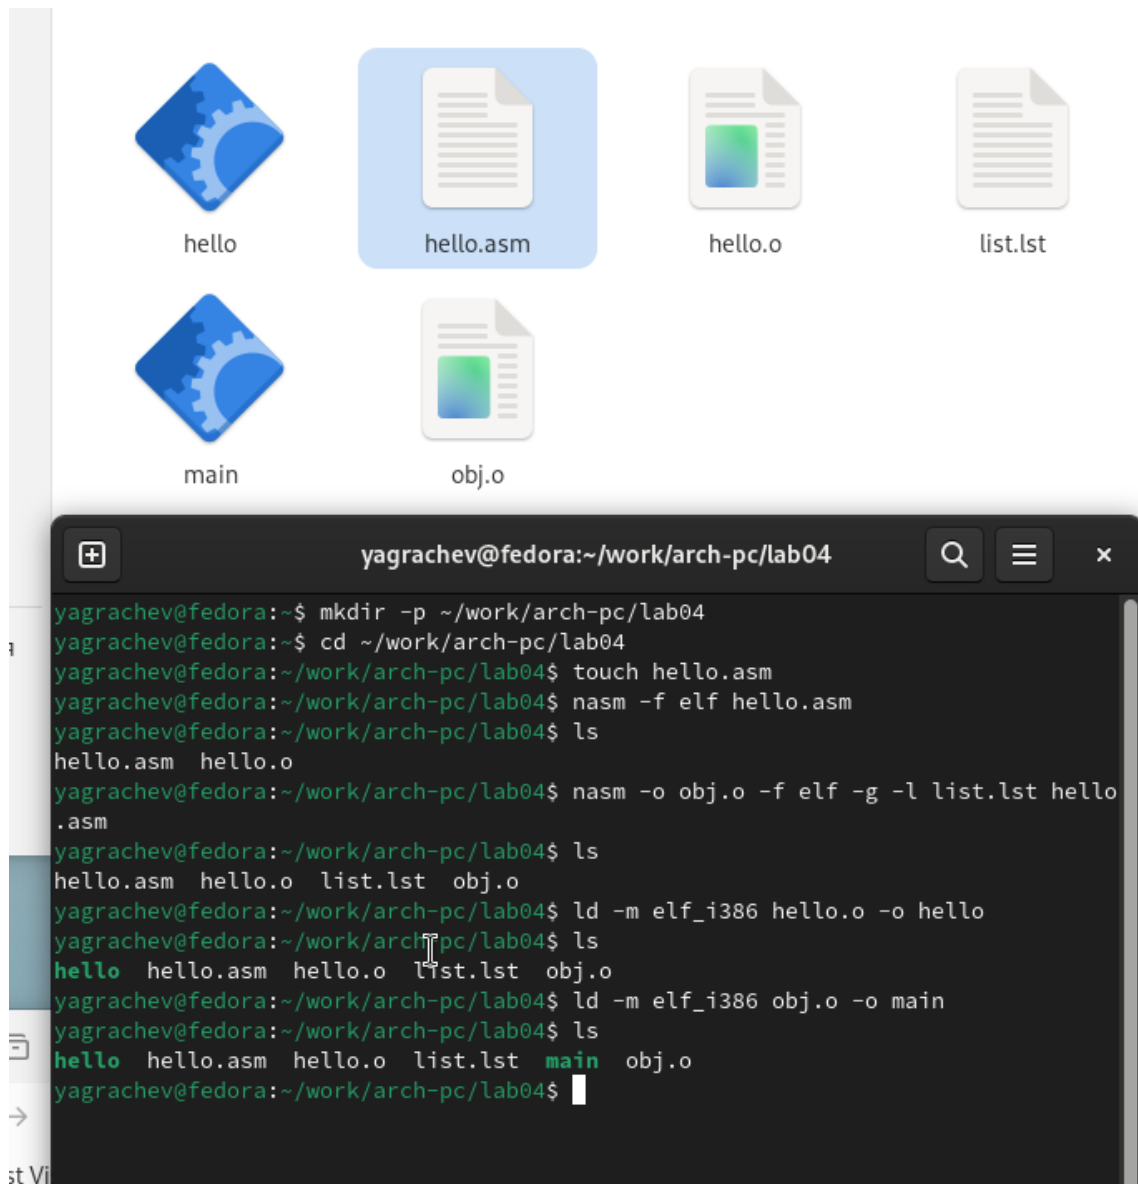 hello hello.asm hello.o list.lst
main obj.o
yagrachev@fedora:~/work/arch-pc/lab04
yagrachev@fedora:~$ mkdir -p ~/work/arch-pc/lab04
yagrachev@fedora:~$ cd ~/work/arch-pc/lab04
я
yagrachev@fedora:~/work/arch-pc/lab04$ touch hello.asm
yagrachev@fedora:~/work/arch-pc/lab04$ nasm -f elf hello.asm
yagrachev@fedora:~/work/arch-pc/lab04$ ls
hello.asm hello.o
yagrachev@fedora:~/work/arch-pc/lab04$ nasm -o obj.o -f elf -g -l list.lst hello
.asm
yagrachev@fedora:~/work/arch-pc/lab04$ ls
hello.asm hello.o list.lst obj.o
yagrachev@fedora:~/work/arch-pc/lab04$ ld -m elf_i386 hello.o -o hello
yagrachev@fedora:~/work/arch-pc/lab04$ ls
hello hello.asm hello.o list.lst obj.o
yagrachev@fedora:~/work/arch-pc/lab04$ ld -m elf_i386 obj.o -o main
yagrachev@fedora:~/work/arch-pc/lab04$ ls
hello hello.asm hello.o list.lst main obj.o
yagrachev@fedora:~/work/arch-pc/lab04$
st Vi